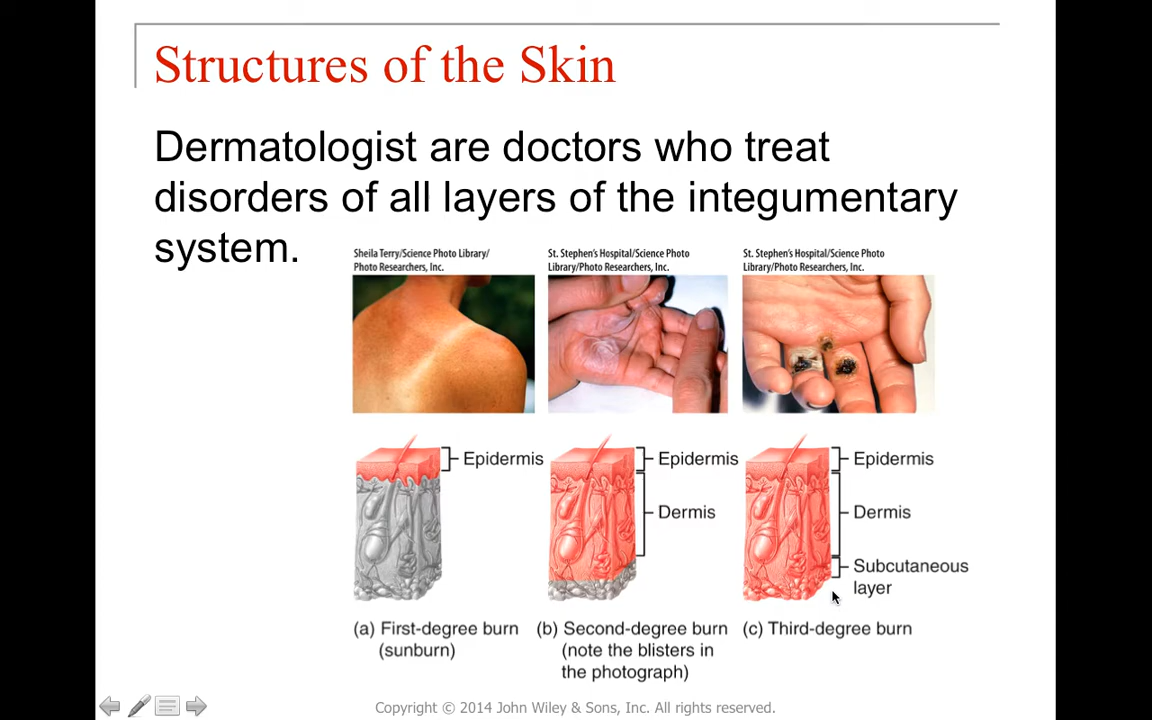 Structures of the Skin
Dermatologist are doctors who treat
disorders of all layers of the integumentary
system.
Sheila Terry/Science Photo Library/
Photo Researchers, Inc.
St. Stephen's Hospital/Science Photo
Library/Photo Researchers, Inc.
St. Stephen's Hospital/Science Photo
Library/Photo Researchers, Inc.
Epidermis
Epidermis
Dermis
Epidermis
Dermis
Subcutaneous
layer
(a) First-degree burn
(sunburn)
(b) Second-degree burn
(note the blisters in
the photograph)
(c) Third-degree burn
Copyright © 2014 John Wiley & Sons, Inc. All rights reserved.